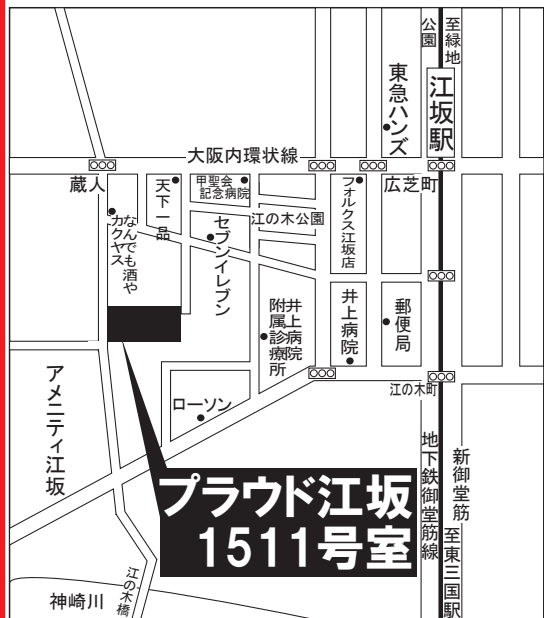 至緑地
公園
江坂駅
東急ハンズ
大阪内環状線
蔵人
天下一品
甲聖会
記念病院
フォルクス江坂店
広芝町
江の木公園
なんでも酒や
カクヤス
セブンイレブン
井上病院
附属診療所
井上病院
郵便局
江の木町
アメニティ江坂
ローソン
プラウド江坂
1511号室
地下鉄御堂筋線
新御堂筋
至東三国駅
江の木橋
神崎川